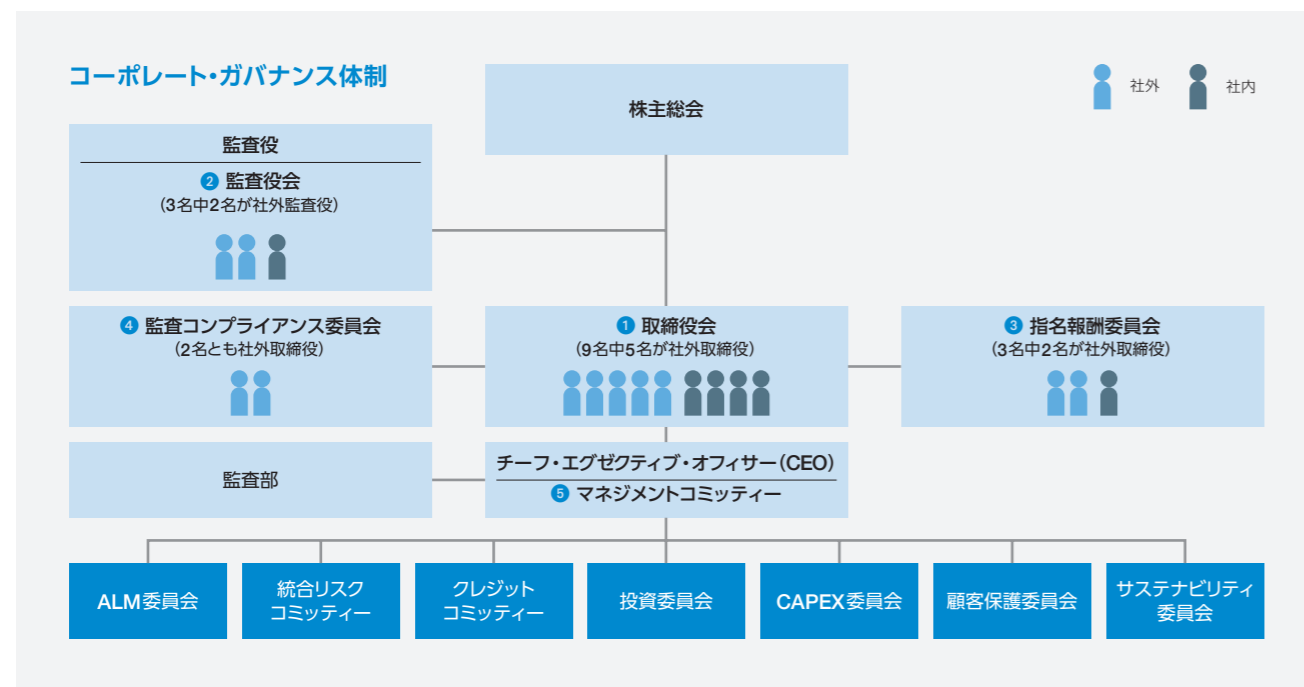 コーポレート・ガバナンス体制
株主総会
社外
社内
監査役
2 監査役会
(3名中2名が社外監査役)
4 監査コンプライアンス委員会
(2名とも社外取締役)
1 取締役会
(9名中5名が社外取締役)
3 指名報酬委員会
(3名中2名が社外取締役)
監査部
チーフ・エグゼクティブ・オフィサー(CEO)
5 マネジメントコミッティー
ALM委員会
統合リスク
コミッティー
クレジット
コミッティー
投資委員会
CAPEX委員会
顧客保護委員会
サステナビリティ
委員会